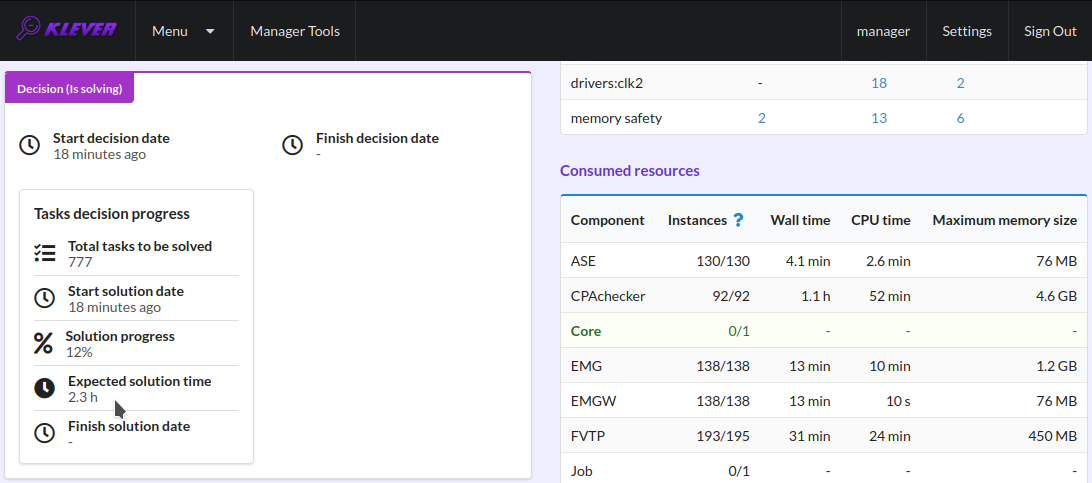 KLEVER Menu Manager Tools manager Settings Sign Out
Decision (Is solving)
Start decision date
18 minutes ago
Finish decision date
-
Tasks decision progress
Total tasks to be solved
777
Start solution date
18 minutes ago
Solution progress
12%
Expected solution time
2.3 h
Finish solution date
-
drivers:clk2 - 18 2
memory safety 2 13 6
Consumed resources
Component Instances ? Wall time CPU time Maximum memory size
ASE 130/130 4.1 min 2.6 min 76 MB
CPAchecker 92/92 1.1 h 52 min 4.6 GB
Core 0/1 - - -
EMG 138/138 13 min 10 min 1.2 GB
EMGW 138/138 13 min 10 s 76 MB
FVTP 193/195 31 min 24 min 450 MB
Job 0/1 - - -